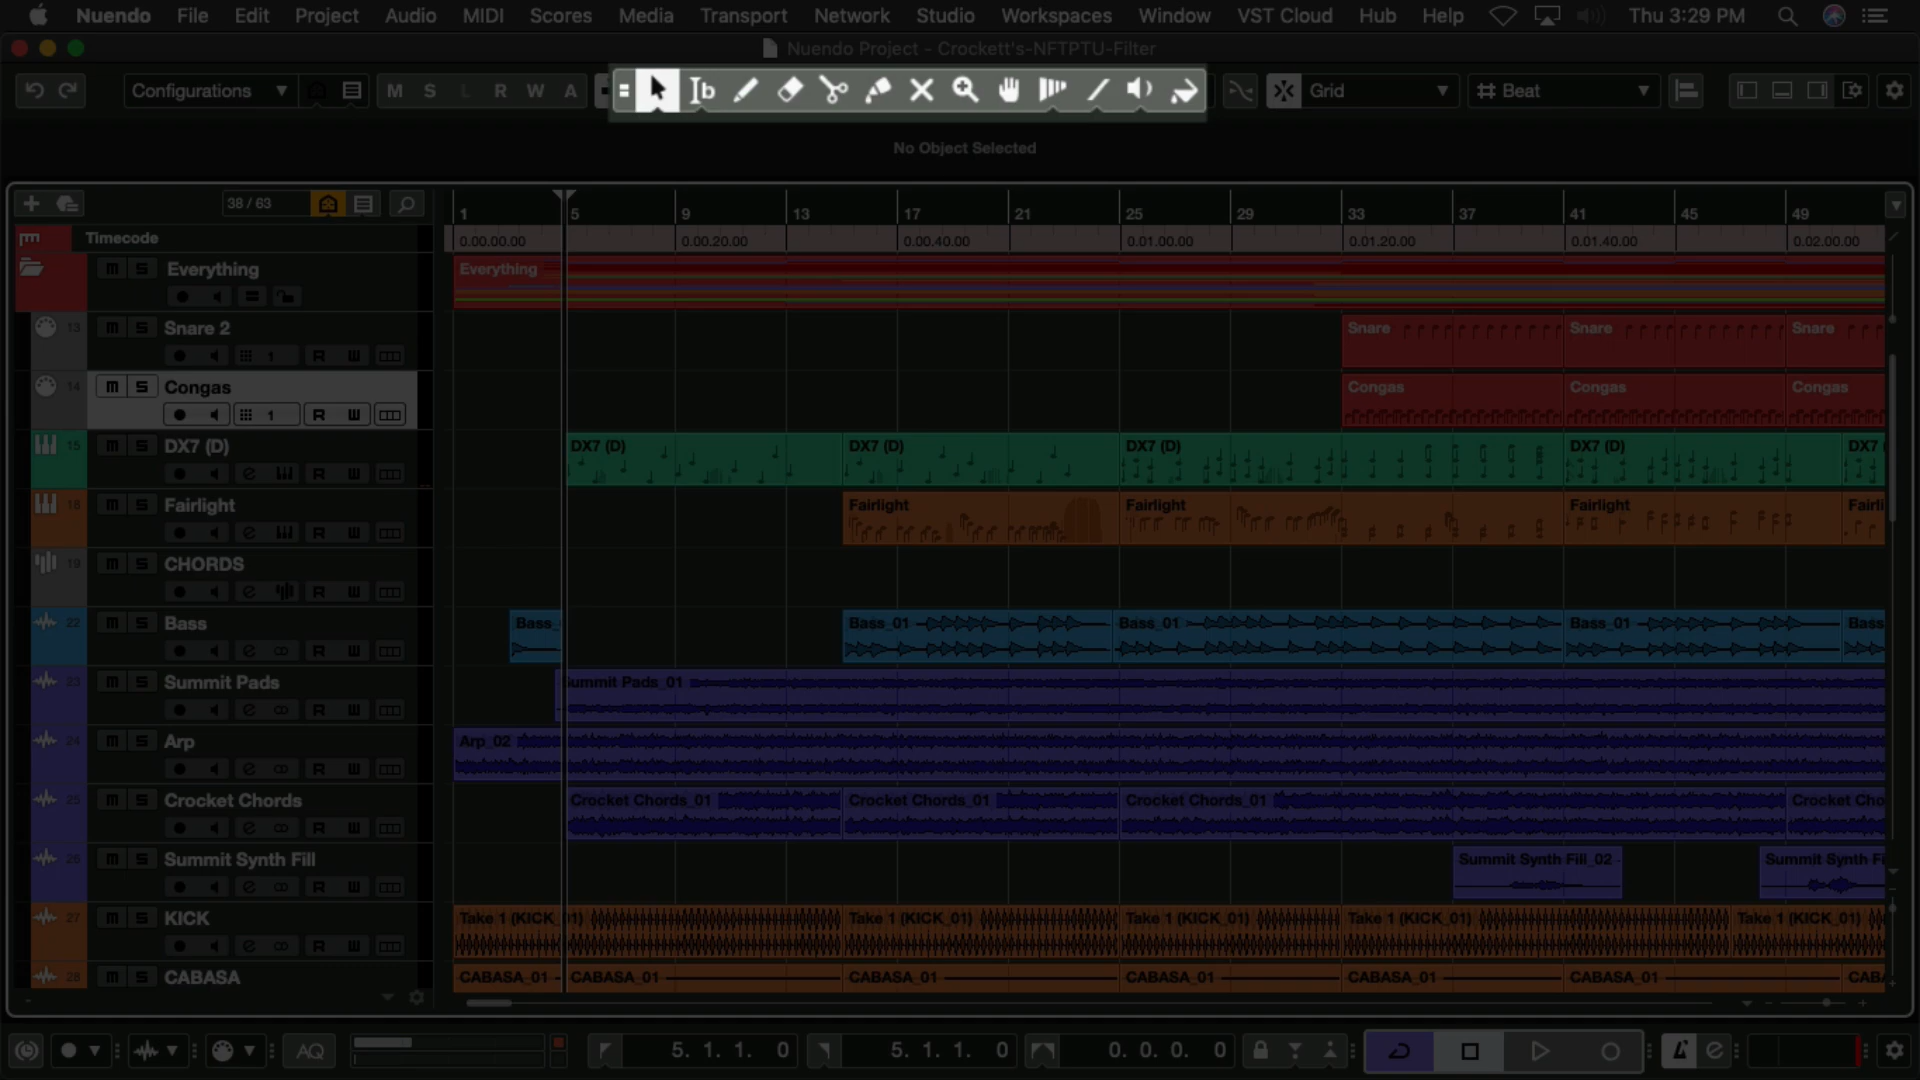 Nuendo File Edit Project Audio MIDI Scores Media Transport Network Studio Workspaces Window VST Cloud Hub Help Thu 3:29 PM
Nuendo Project - Crockett's-NFTPTU-Filter
Configurations M S L R W A Grid Beat
No Object Selected
38 / 63
1 5 9 13 17 21 25 29 33 37 41 45 49
Timecode 0.00.00.00 0.00.20.00 0.00.40.00 0.01.00.00 0.01.20.00 0.01.40.00 0.02.00.00
M S Everything Everything
13 M S Snare 2 Snare Snare Snare
1 R W
14 M S Congas Congas Congas Congas
1 R W
15 M S DX7 (D) DX7 (D) DX7 (D) DX7 (D) DX7 (D) DX7
e R W
18 M S Fairlight Fairlight Fairlight Fairlight Fairli
e R W
19 M S CHORDS
e R W
22 M S Bass Bass_ Bass_01 Bass_01 Bass_01 Bass
e R W
23 M S Summit Pads Summit Pads_01
e R W
24 M S Arp Arp_02
e R W
25 M S Crocket Chords Crocket Chords_01 Crocket Chords_01 Crocket Chords_01 Crocket Cho
e R W
26 M S Summit Synth Fill Summit Synth Fill_02 Summit Synth Fi
e R W
27 M S KICK Take 1 (KICK_01) Take 1 (KICK_01) Take 1 (KICK_01) Take 1 (KICK_01) Take 1 (KICK_01)
e R W
28 M S CABASA CABASA_01 CABASA_01 CABASA_01 CABASA_01 CABASA_01 CABASA_01 CABA
AQ 5. 1. 1. 0 5. 1. 1. 0 0. 0. 0. 0